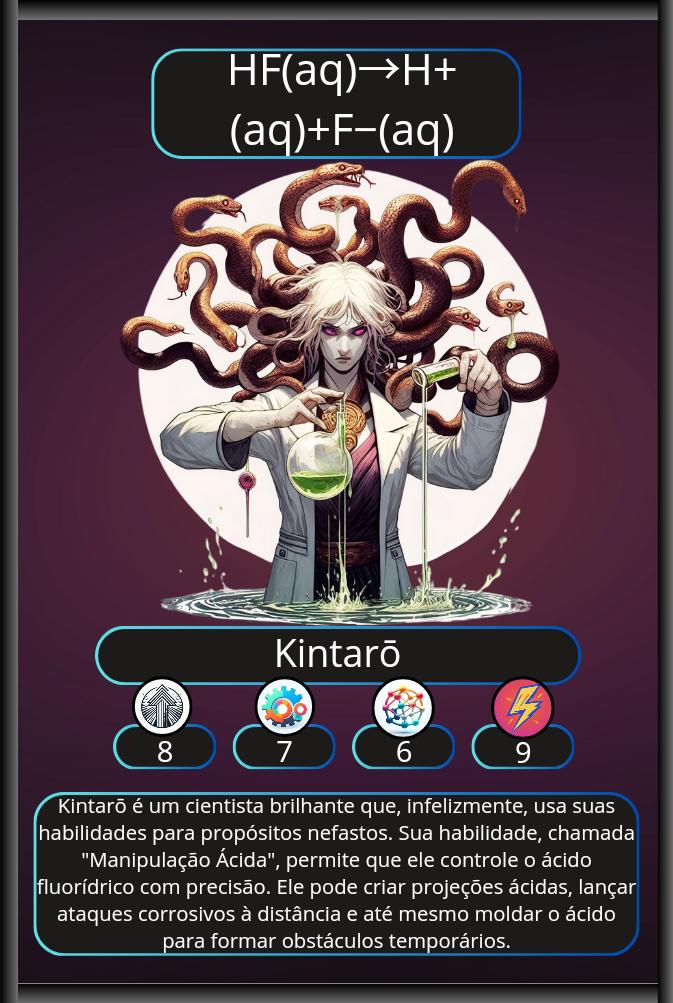 HF(aq)→H+
(aq)+F−(aq)
Kintarō
8 7 6 9
Kintarō é um cientista brilhante que, infelizmente, usa suas
habilidades para propósitos nefastos. Sua habilidade, chamada
"Manipulação Ácida", permite que ele controle o ácido
fluorídrico com precisão. Ele pode criar projeções ácidas, lançar
ataques corrosivos à distância e até mesmo moldar o ácido
para formar obstáculos temporários.